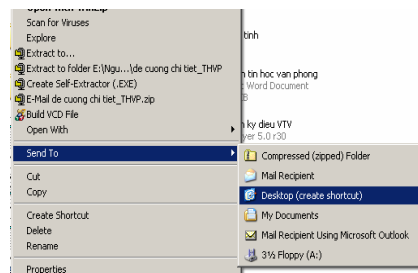 Open with WinZip
Scan for Viruses
Explore
Extract to...
Extract to folder E:\Ngu...\de cuong chi tiet_THVP
Create Self-Extractor (.EXE)
E-Mail de cuong chi tiet_THVP.zip
Build VCD File
Open With
Send To
Cut
Copy
Create Shortcut
Delete
Rename
Properties
tinh
n tin hoc van phong
Word Document
B
n ky dieu VTV
yer 5.0 r30
Compressed (zipped) Folder
Mail Recipient
Desktop (create shortcut)
My Documents
Mail Recipient Using Microsoft Outlook
3½ Floppy (A:)